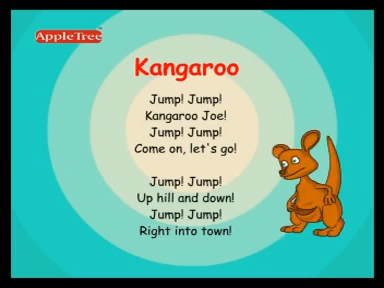 AppleTree
Kangaroo
Jump! Jump!
Kangaroo Joe!
Jump! Jump!
Come on, let's go!
Jump! Jump!
Up hill and down!
Jump! Jump!
Right into town!